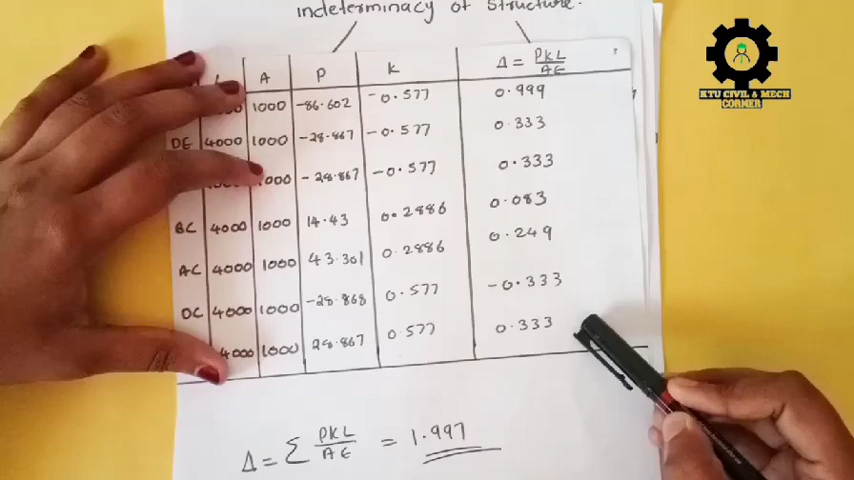 indeterminacy of structure.
A P K Δ = PKL/AE
1000 -86.602 -0.577 0.999
DE 4000 1000 -28.867 -0.577 0.333
1000 -28.867 -0.577 0.333
BC 4000 1000 14.43 0.2886 0.083
AC 4000 1000 43.301 0.2886 0.249
DC 4000 1000 -28.868 0.577 -0.333
4000 1000 28.867 0.577 0.333
Δ = Σ PKL/AE = 1.997
KTU CIVIL & MECH
CORNER